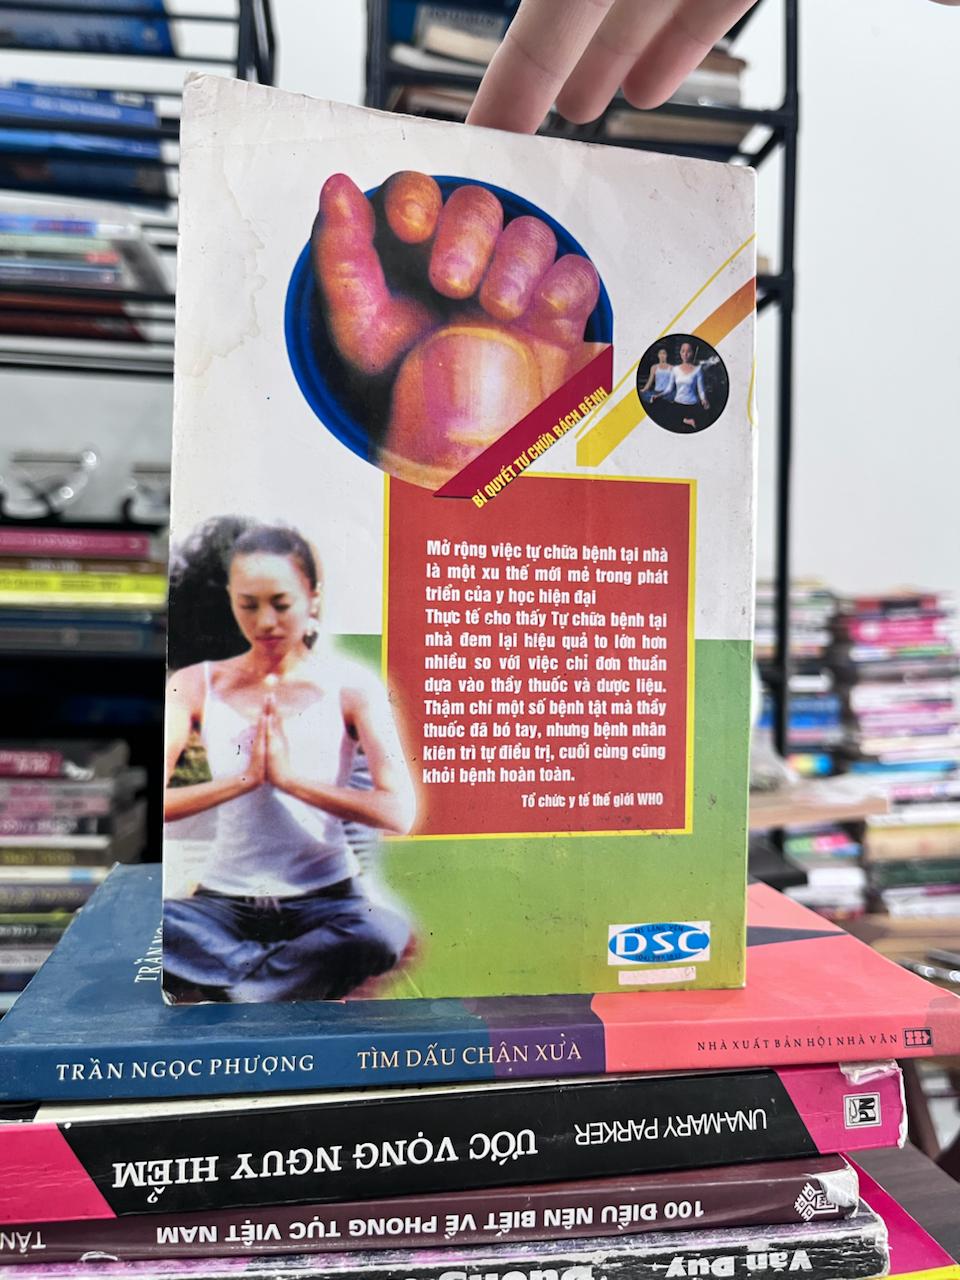 BÍ QUYẾT TỰ CHỮA BÁCH BỆNH
Mở rộng việc tự chữa bệnh tại nhà
là một xu thế mới mẻ trong phát
triển của y học hiện đại
Thực tế cho thấy Tự chữa bệnh tại
nhà đem lại hiệu quả to lớn hơn
nhiều so với việc chỉ đơn thuần
dựa vào thầy thuốc và dược liệu.
Thậm chí một số bệnh tật mà thầy
thuốc đã bó tay, nhưng bệnh nhân
kiên trì tự điều trị, cuối cùng cũng
khỏi bệnh hoàn toàn.
Tổ chức y tế thế giới WHO
DSC
TRẦN
TRẦN NGỌC PHƯỢNG TÌM DẤU CHÂN XƯA NHÀ XUẤT BẢN HỘI NHÀ VĂN
UNA-MARY PARKER ƯỚC VỌNG NGUY HIỂM
100 ĐIỀU NÊN BIẾT VỀ PHONG TỤC VIỆT NAM TÂN
Văn Duy